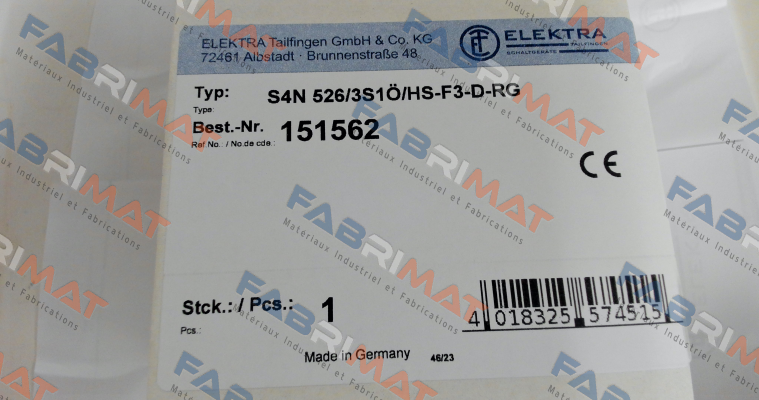 ELEKTRA Tailfingen GmbH & Co. KG
72461 Albstadt · Brunnenstraße 48
ELEKTRA
TAILFINGEN
SCHALTGERÄTE
Typ: S4N 526/3S1Ö/HS-F3-D-RG
Type:
Best.-Nr. 151562
Ref No.: / No.de cde.:
CE
Stck.: / Pcs.: 1
Pcs.:
4 018325 574515
Made in Germany 46/23
FABRIMAT
Materiaux Industriel et Fabrications